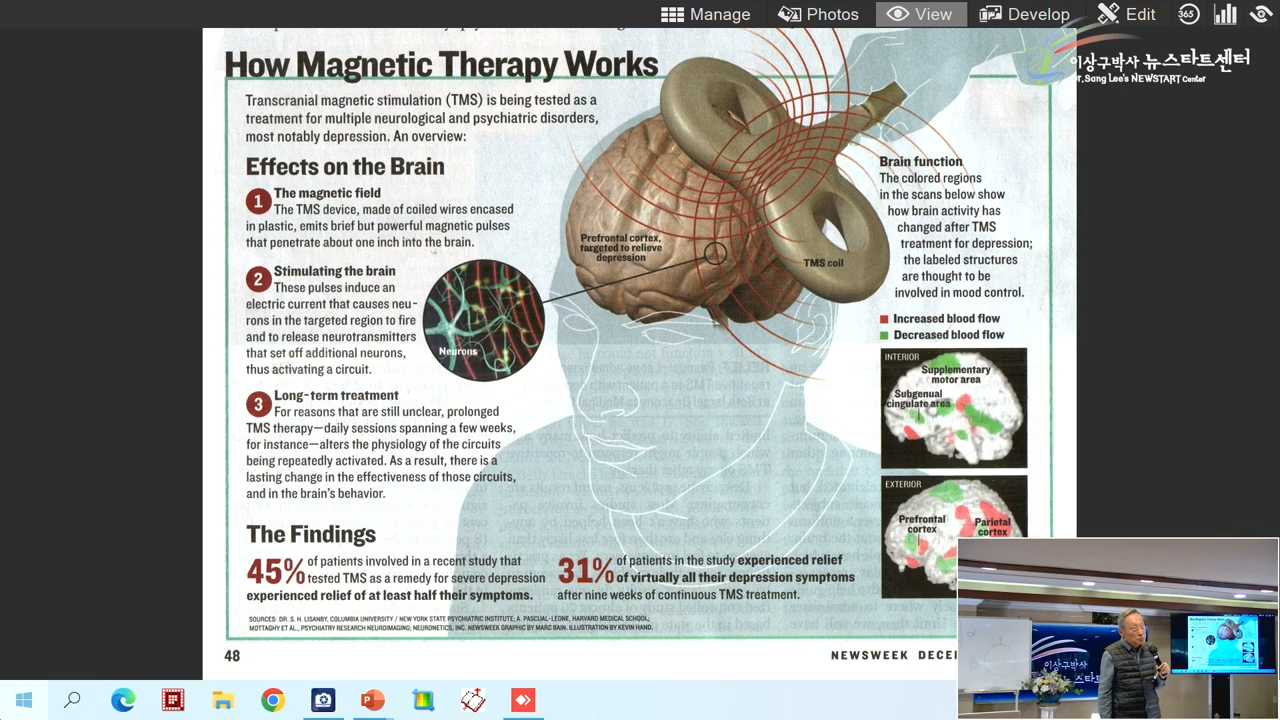 Manage
Photos
View
Develop
Edit
365
이상구박사 뉴스타트센터
Dr. Sang Lee's NEWSTART Center
How Magnetic Therapy Works
Transcranial magnetic stimulation (TMS) is being tested as a
treatment for multiple neurological and psychiatric disorders,
most notably depression. An overview:
Effects on the Brain
1 The magnetic field
The TMS device, made of coiled wires encased
in plastic, emits brief but powerful magnetic pulses
that penetrate about one inch into the brain.
2 Stimulating the brain
These pulses induce an
electric current that causes neu-
rons in the targeted region to fire
and to release neurotransmitters
that set off additional neurons,
thus activating a circuit.
Neurons
3 Long-term treatment
For reasons that are still unclear, prolonged
TMS therapy—daily sessions spanning a few weeks,
for instance—alters the physiology of the circuits
being repeatedly activated. As a result, there is a
lasting change in the effectiveness of those circuits,
and in the brain's behavior.
Prefrontal cortex,
targeted to relieve
depression
TMS coil
Brain function
The colored regions
in the scans below show
how brain activity has
changed after TMS
treatment for depression;
the labeled structures
are thought to be
involved in mood control.
Increased blood flow
Decreased blood flow
INTERIOR
Supplementary
motor area
Subgenual
cingulate area
EXTERIOR
Prefrontal
cortex
Parietal
cortex
The Findings
45% of patients involved in a recent study that
tested TMS as a remedy for severe depression
experienced relief of at least half their symptoms.
31% of patients in the study experienced relief
of virtually all their depression symptoms
after nine weeks of continuous TMS treatment.
SOURCES: DR. S. H. LISANBY, COLUMBIA UNIVERSITY / NEW YORK STATE PSYCHIATRIC INSTITUTE; A. PASCUAL-LEONE, HARVARD MEDICAL SCHOOL;
MOTTAGHY ET AL., PSYCHIATRY RESEARCH NEUROIMAGING; NEURONETICS, INC. NEWSWEEK GRAPHIC BY MARC BAIN. ILLUSTRATION BY KEVIN HAND.
48
NEWSWEEK DECE
이상구박사
뉴스타트